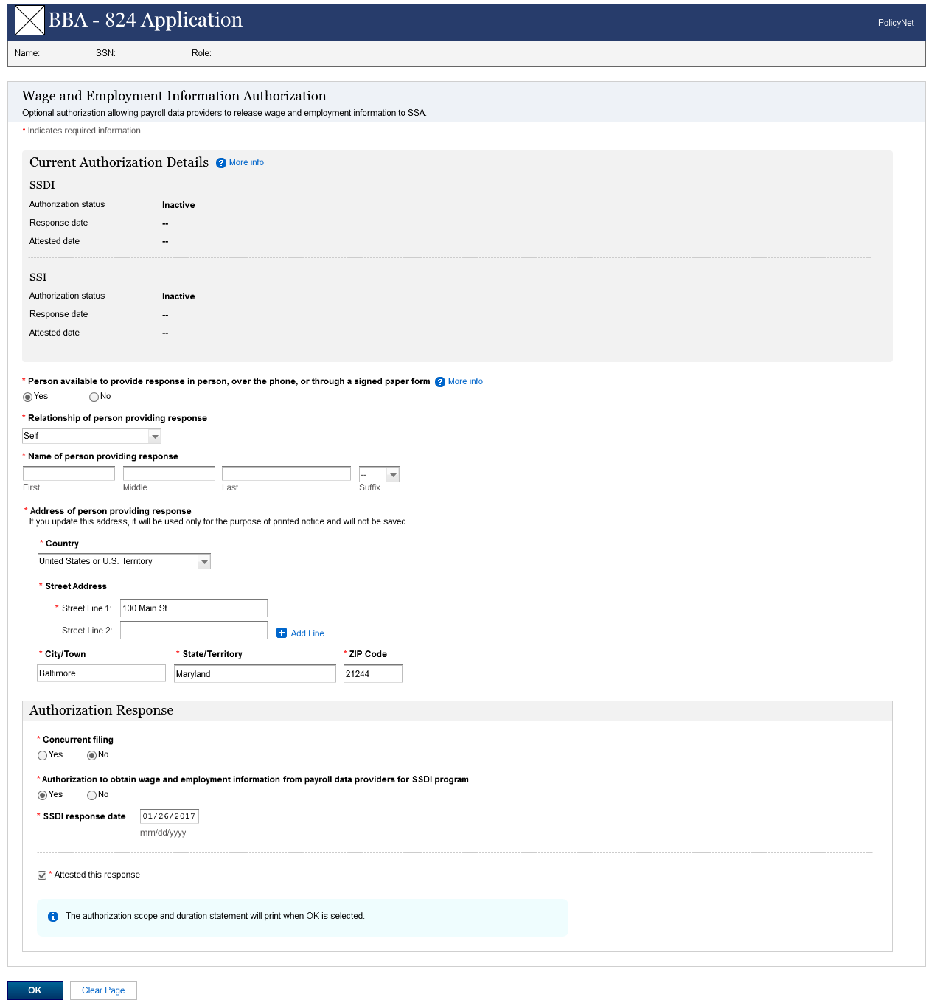 BBA - 824 Application
PolicyNet
Name: SSN: Role:
Wage and Employment Information Authorization
Optional authorization allowing payroll data providers to release wage and employment information to SSA.
* Indicates required information
Current Authorization Details ? More info
SSDI
Authorization status Inactive
Response date --
Attested date --
SSI
Authorization status Inactive
Response date --
Attested date --
* Person available to provide response in person, over the phone, or through a signed paper form ? More info
Yes No
* Relationship of person providing response
Self
* Name of person providing response
--
First Middle Last Suffix
* Address of person providing response
If you update this address, it will be used only for the purpose of printed notice and will not be saved.
* Country
United States or U.S. Territory
* Street Address
* Street Line 1: 100 Main St
Street Line 2: Add Line
* City/Town * State/Territory * ZIP Code
Baltimore Maryland 21244
Authorization Response
* Concurrent filing
Yes No
* Authorization to obtain wage and employment information from payroll data providers for SSDI program
Yes No
* SSDI response date 01/26/2017
mm/dd/yyyy
* Attested this response
The authorization scope and duration statement will print when OK is selected.
OK Clear Page